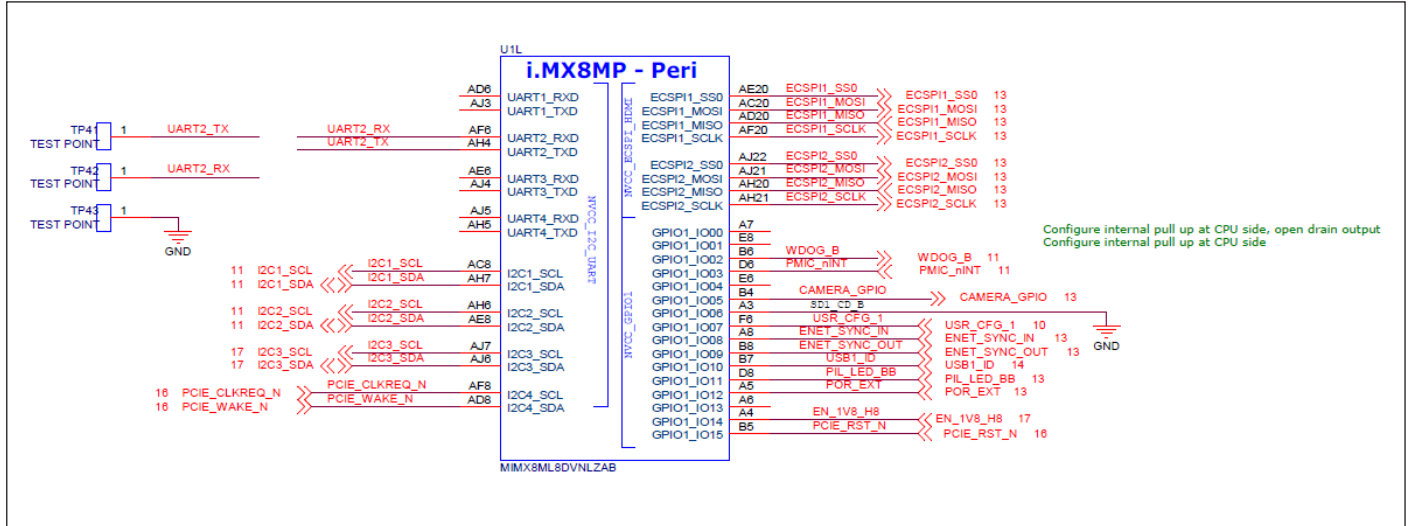 U1L
i.MX8MP - Peri
TP41 1 UART2_TX
TEST POINT
TP42 1 UART2_RX
TEST POINT
TP43 1
TEST POINT
GND
AD6 UART1_RXD
AJ3 UART1_TXD
UART2_RX AF6 UART2_RXD
UART2_TX AH4 UART2_TXD
AE6 UART3_RXD
AJ4 UART3_TXD
AJ5 UART4_RXD
AH5 UART4_TXD
11 I2C1_SCL I2C1_SCL AC8 I2C1_SCL
11 I2C1_SDA I2C1_SDA AH7 I2C1_SDA
11 I2C2_SCL I2C2_SCL AH6 I2C2_SCL
11 I2C2_SDA I2C2_SDA AE8 I2C2_SDA
17 I2C3_SCL I2C3_SCL AJ7 I2C3_SCL
17 I2C3_SDA I2C3_SDA AJ6 I2C3_SDA
16 PCIE_CLKREQ_N PCIE_CLKREQ_N AF8 I2C4_SCL
16 PCIE_WAKE_N PCIE_WAKE_N AD8 I2C4_SDA
NVCC_I2C_UART
NVCC_ECSPI_HDMI
NVCC_GPIO1
ECSPI1_SS0 AE20 ECSPI1_SS0 ECSPI1_SS0 13
ECSPI1_MOSI AC20 ECSPI1_MOSI ECSPI1_MOSI 13
ECSPI1_MISO AD20 ECSPI1_MISO ECSPI1_MISO 13
ECSPI1_SCLK AF20 ECSPI1_SCLK ECSPI1_SCLK 13
ECSPI2_SS0 AJ22 ECSPI2_SS0 ECSPI2_SS0 13
ECSPI2_MOSI AJ21 ECSPI2_MOSI ECSPI2_MOSI 13
ECSPI2_MISO AH20 ECSPI2_MISO ECSPI2_MISO 13
ECSPI2_SCLK AH21 ECSPI2_SCLK ECSPI2_SCLK 13
GPIO1_IO00 A7
GPIO1_IO01 E8
GPIO1_IO02 B6 WDOG_B WDOG_B 11
GPIO1_IO03 D6 PMIC_nINT PMIC_nINT 11
GPIO1_IO04 E6
GPIO1_IO05 B4 CAMERA_GPIO CAMERA_GPIO 13
GPIO1_IO06 A3 SD1_CD_B
GND
GPIO1_IO07 F6 USR_CFG_1 USR_CFG_1 10
GPIO1_IO08 A8 ENET_SYNC_IN ENET_SYNC_IN 13
GPIO1_IO09 B8 ENET_SYNC_OUT ENET_SYNC_OUT 13
GPIO1_IO10 B7 USB1_ID USB1_ID 14
GPIO1_IO11 D8 PIL_LED_BB PIL_LED_BB 13
GPIO1_IO12 A5 POR_EXT POR_EXT 13
GPIO1_IO13 A6
GPIO1_IO14 A4 EN_1V8_H8 EN_1V8_H8 17
GPIO1_IO15 B5 PCIE_RST_N PCIE_RST_N 16
Configure internal pull up at CPU side, open drain output
Configure internal pull up at CPU side
MIMX8ML8DVNLZAB